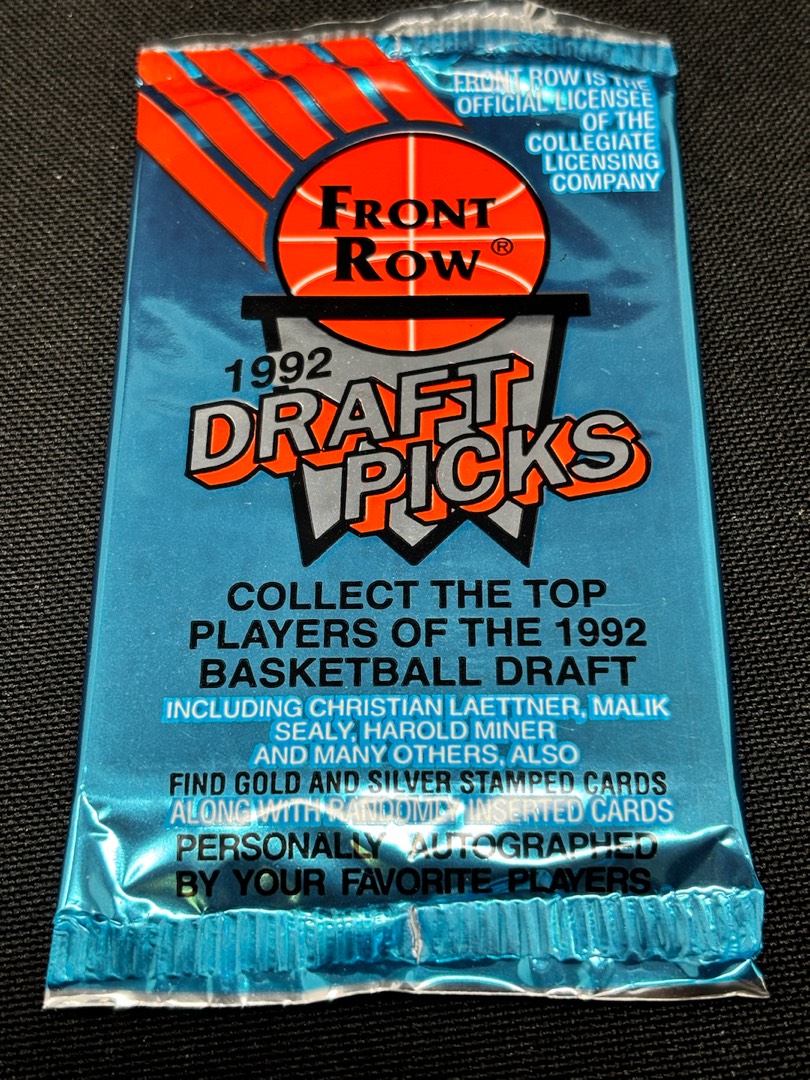 FRONT ROW IS THE
OFFICIAL LICENSEE
OF THE
COLLEGIATE
LICENSING
COMPANY
FRONT
ROW ®
1992
DRAFT
PICKS
COLLECT THE TOP
PLAYERS OF THE 1992
BASKETBALL DRAFT
INCLUDING CHRISTIAN LAETTNER, MALIK
SEALY, HAROLD MINER
AND MANY OTHERS, ALSO
FIND GOLD AND SILVER STAMPED CARDS
ALONG WITH RANDOMLY INSERTED CARDS
PERSONALLY AUTOGRAPHED
BY YOUR FAVORITE PLAYERS